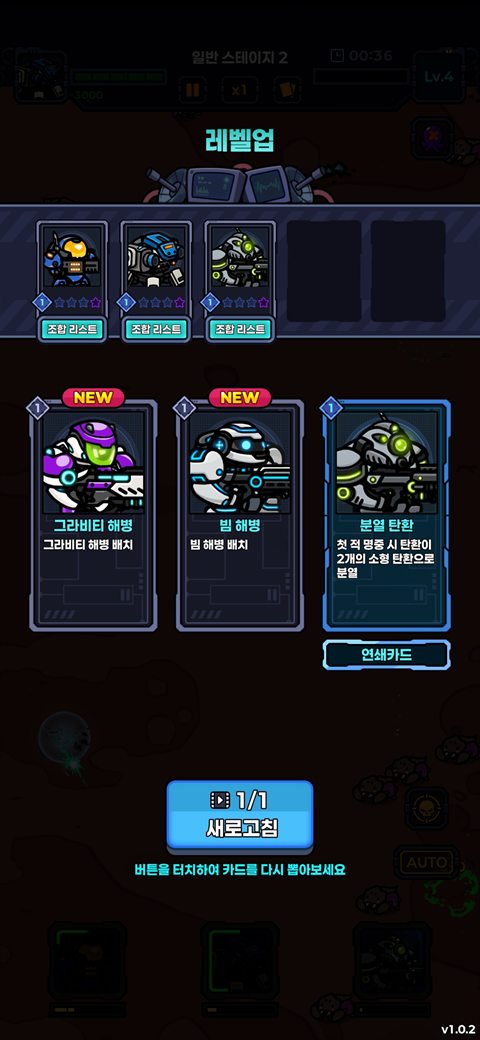 일반 스테이지 2
00:36
3000
x1
Lv.4
레벨업
1
1
1
조합 리스트
조합 리스트
조합 리스트
NEW
NEW
1
1
1
그라비티 해병
그라비티 해병 배치
빔 해병
빔 해병 배치
분열 탄환
첫 적 명중 시 탄환이
2개의 소형 탄환으로
분열
연쇄카드
1/1
새로고침
버튼을 터치하여 카드를 다시 뽑아보세요
AUTO
v1.0.2